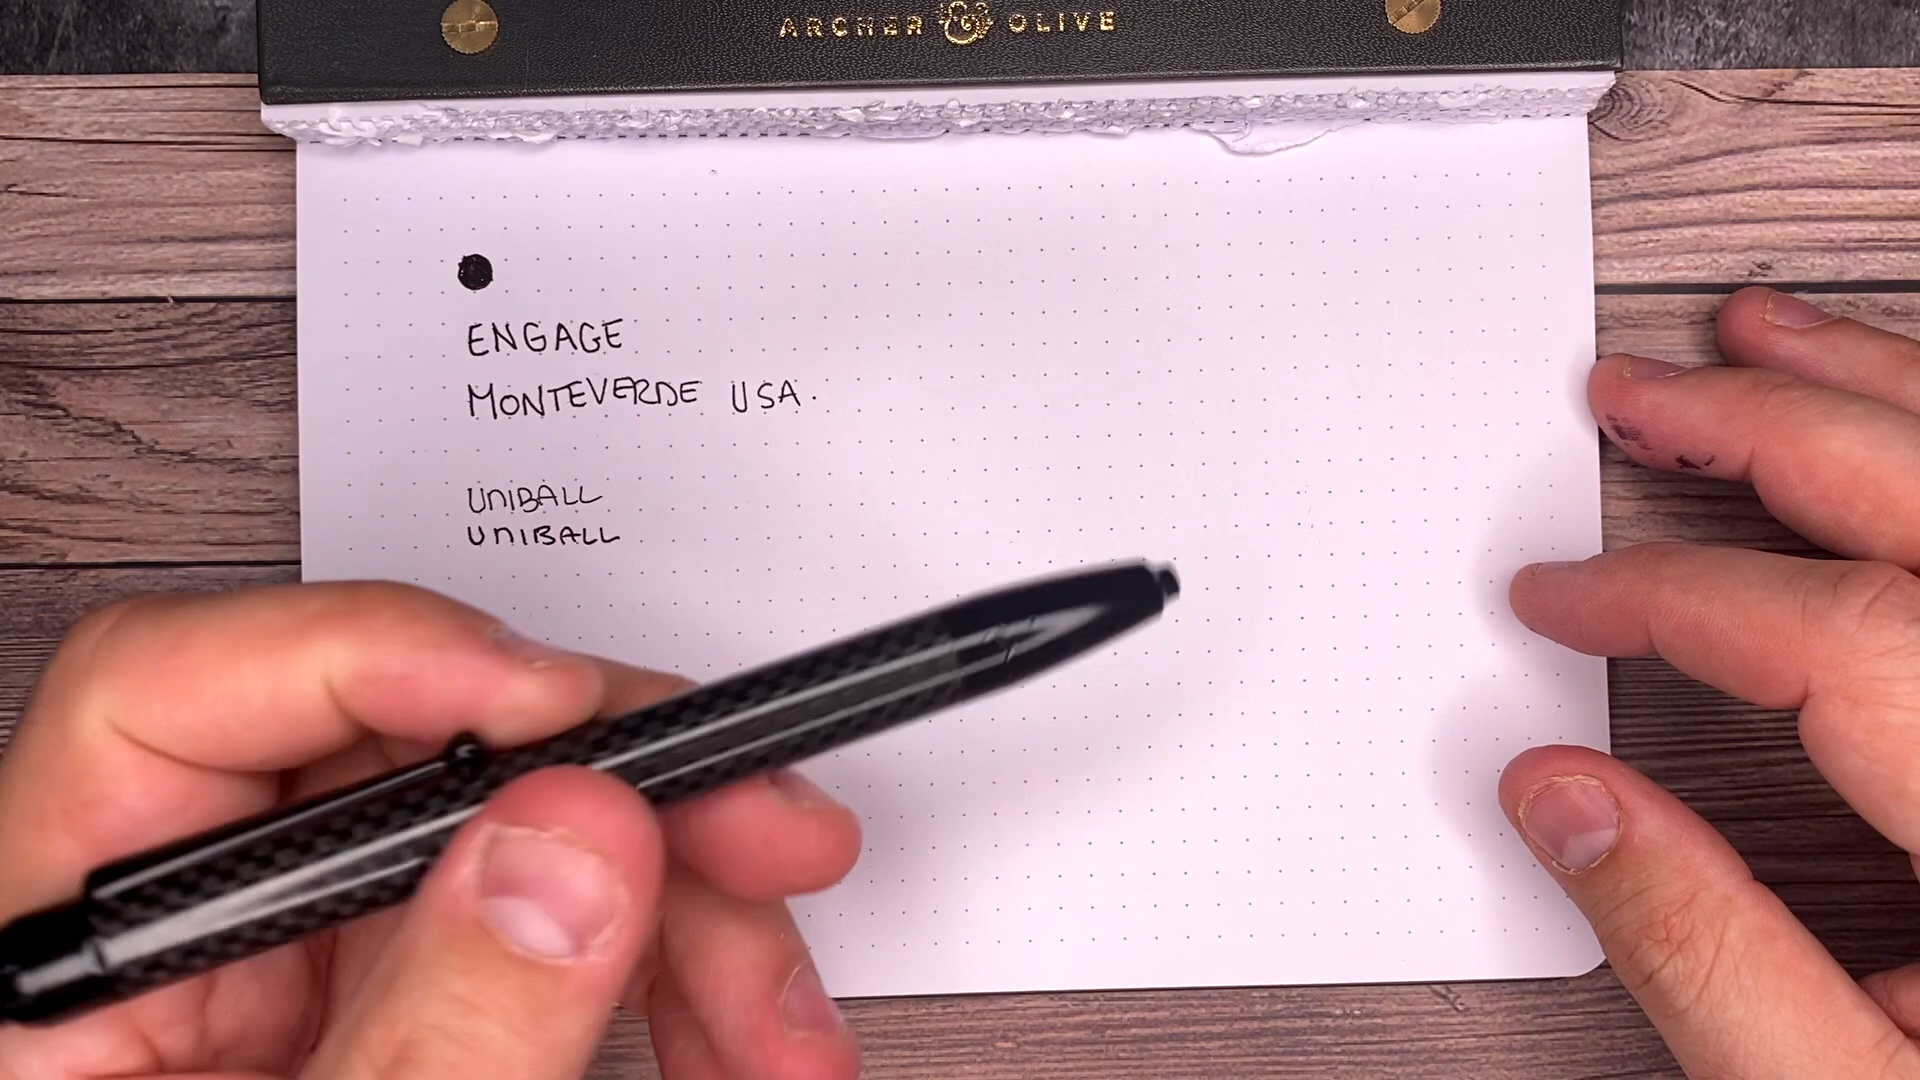 ARCHER & OLIVE
ENGAGE
MONTEVERDE USA.
UNIBALL
UNIBALL